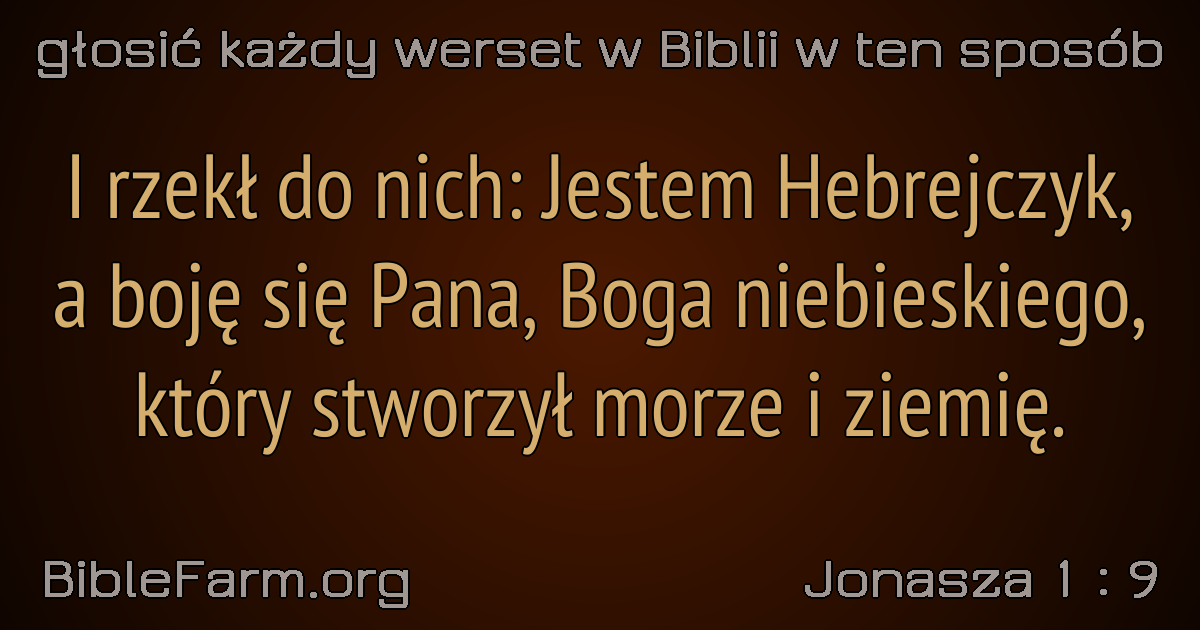 głosić każdy werset w Biblii w ten sposób
I rzekł do nich: Jestem Hebrejczyk,
a boję się Pana, Boga niebieskiego,
który stworzył morze i ziemię.
BibleFarm.org
Jonasza 1 : 9